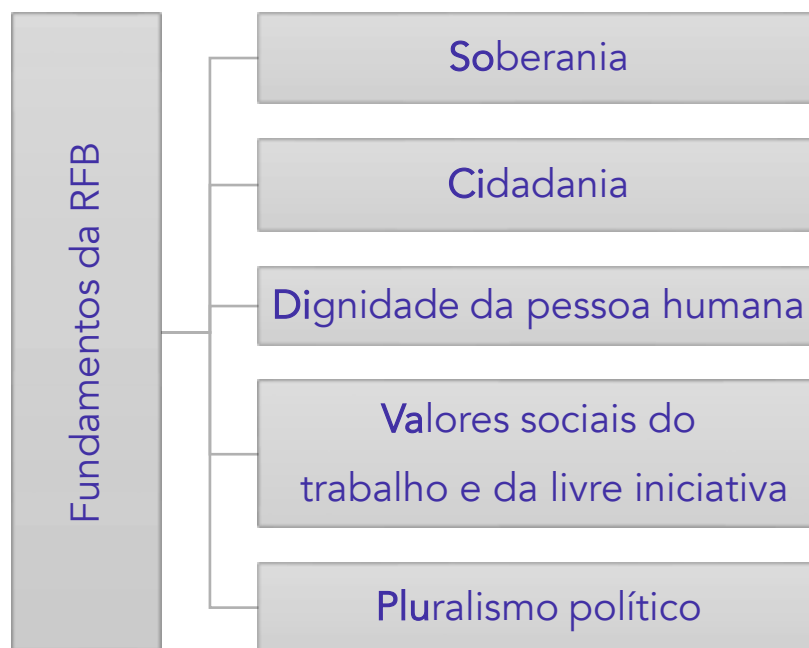 Fundamentos da RFB
Soberania
Cidadania
Dignidade da pessoa humana
Valores sociais do
trabalho e da livre iniciativa
Pluralismo político